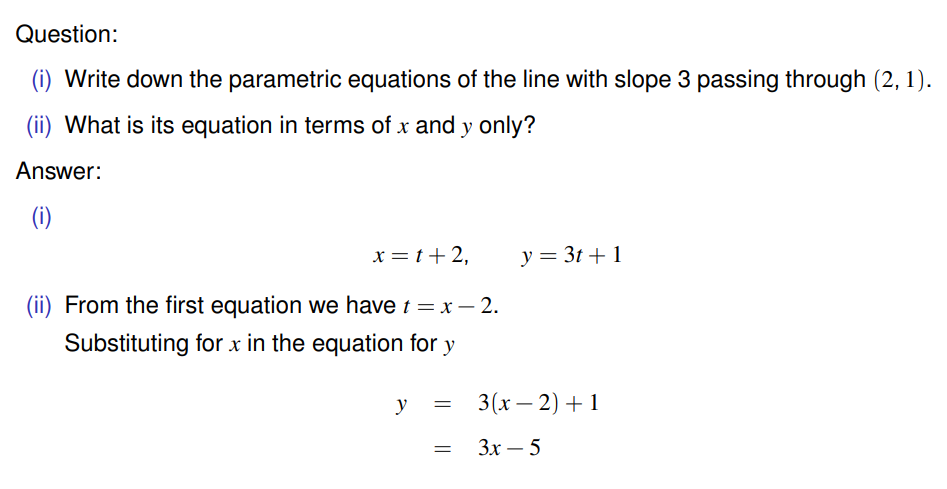 Question:
(i) Write down the parametric equations of the line with slope 3 passing through (2, 1).
(ii) What is its equation in terms of x and y only?
Answer:
(i)
x = t + 2, y = 3t + 1
(ii) From the first equation we have t = x − 2.
Substituting for x in the equation for y
y = 3(x − 2) + 1
= 3x − 5